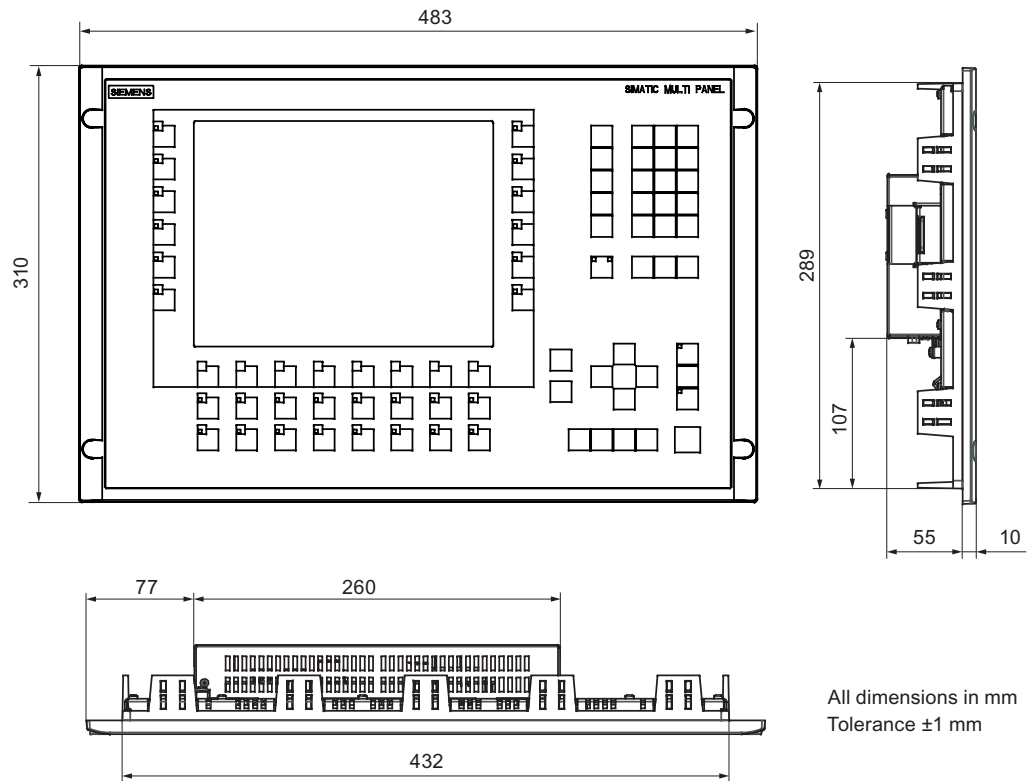 483
SIEMENS
SIMATIC MULTI PANEL
310
289
107
55
10
77
260
432
All dimensions in mm
Tolerance ±1 mm